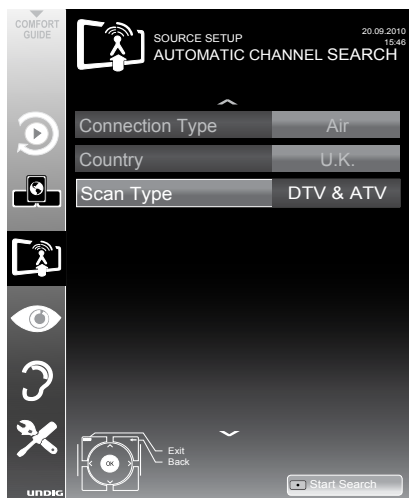 COMFORT
GUIDE
SOURCE SETUP
20.09.2010
15:46
AUTOMATIC CHANNEL SEARCH
Connection Type Air
Country U.K.
Scan Type DTV & ATV
Exit
OK
Back
Start Search
UNDIG